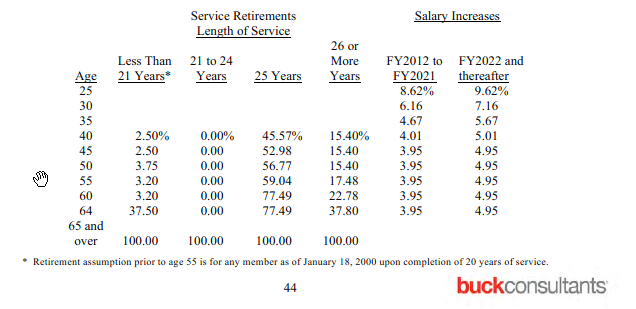 Service Retirements Salary Increases
Length of Service
26 or
Less Than 21 to 24 More FY2012 to FY2022 and
Age 21 Years* Years 25 Years Years FY2021 thereafter
25 8.62% 9.62%
30 6.16 7.16
35 4.67 5.67
40 2.50% 0.00% 45.57% 15.40% 4.01 5.01
45 2.50 0.00 52.98 15.40 3.95 4.95
50 3.75 0.00 56.77 15.40 3.95 4.95
55 3.20 0.00 59.04 17.48 3.95 4.95
60 3.20 0.00 77.49 22.78 3.95 4.95
64 37.50 0.00 77.49 37.80 3.95 4.95
65 and
over 100.00 100.00 100.00 100.00
* Retirement assumption prior to age 55 is for any member as of January 18, 2000 upon completion of 20 years of service.
44
buckconsultants